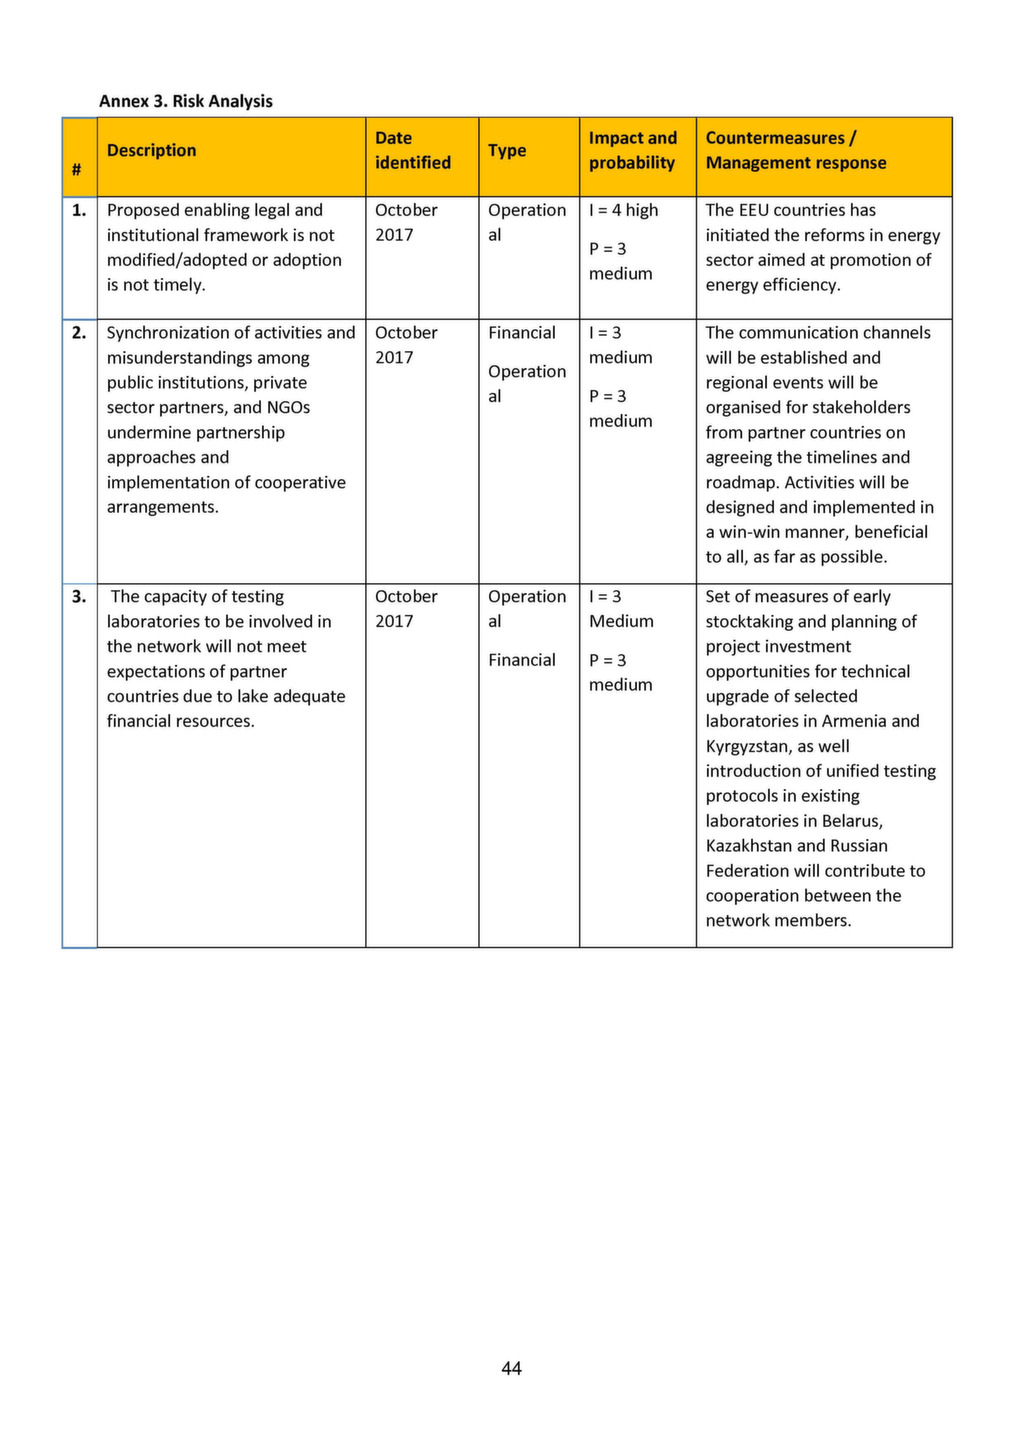 Annex 3. Risk Analysis
#
Description
Date
identified
Type
Impact and
probability
Countermeasures /
Management response
1.
Proposed enabling legal and
institutional framework is not
modified/adopted or adoption
is not timely.
October
2017
Operation
al
I = 4 high
P = 3
medium
The EEU countries has
initiated the reforms in energy
sector aimed at promotion of
energy efficiency.
2.
Synchronization of activities and
misunderstandings among
public institutions, private
sector partners, and NGOs
undermine partnership
approaches and
implementation of cooperative
arrangements.
October
2017
Financial
Operation
al
I = 3
medium
P = 3
medium
The communication channels
will be established and
regional events will be
organised for stakeholders
from partner countries on
agreeing the timelines and
roadmap. Activities will be
designed and implemented in
a win-win manner, beneficial
to all, as far as possible.
3.
The capacity of testing
laboratories to be involved in
the network will not meet
expectations of partner
countries due to lake adequate
financial resources.
October
2017
Operation
al
Financial
I = 3
Medium
P = 3
medium
Set of measures of early
stocktaking and planning of
project investment
opportunities for technical
upgrade of selected
laboratories in Armenia and
Kyrgyzstan, as well
introduction of unified testing
protocols in existing
laboratories in Belarus,
Kazakhstan and Russian
Federation will contribute to
cooperation between the
network members.
44